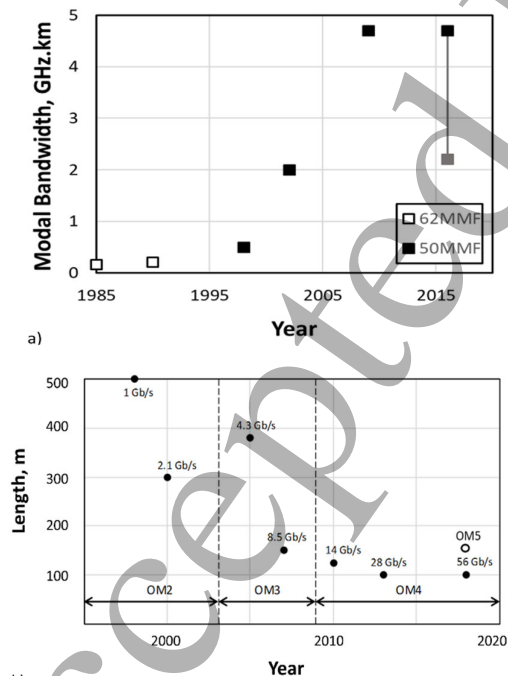 5
4
3
2
1
0
Modal Bandwidth, GHz.km
62MMF
50MMF
1985 1995 2005 2015
Year
a)
500
400
300
200
100
Length, m
1 Gb/s
4.3 Gb/s
2.1 Gb/s
8.5 Gb/s
14 Gb/s
28 Gb/s
OM5
56 Gb/s
OM2 OM3 OM4
2000 2010 2020
Year
ccepted